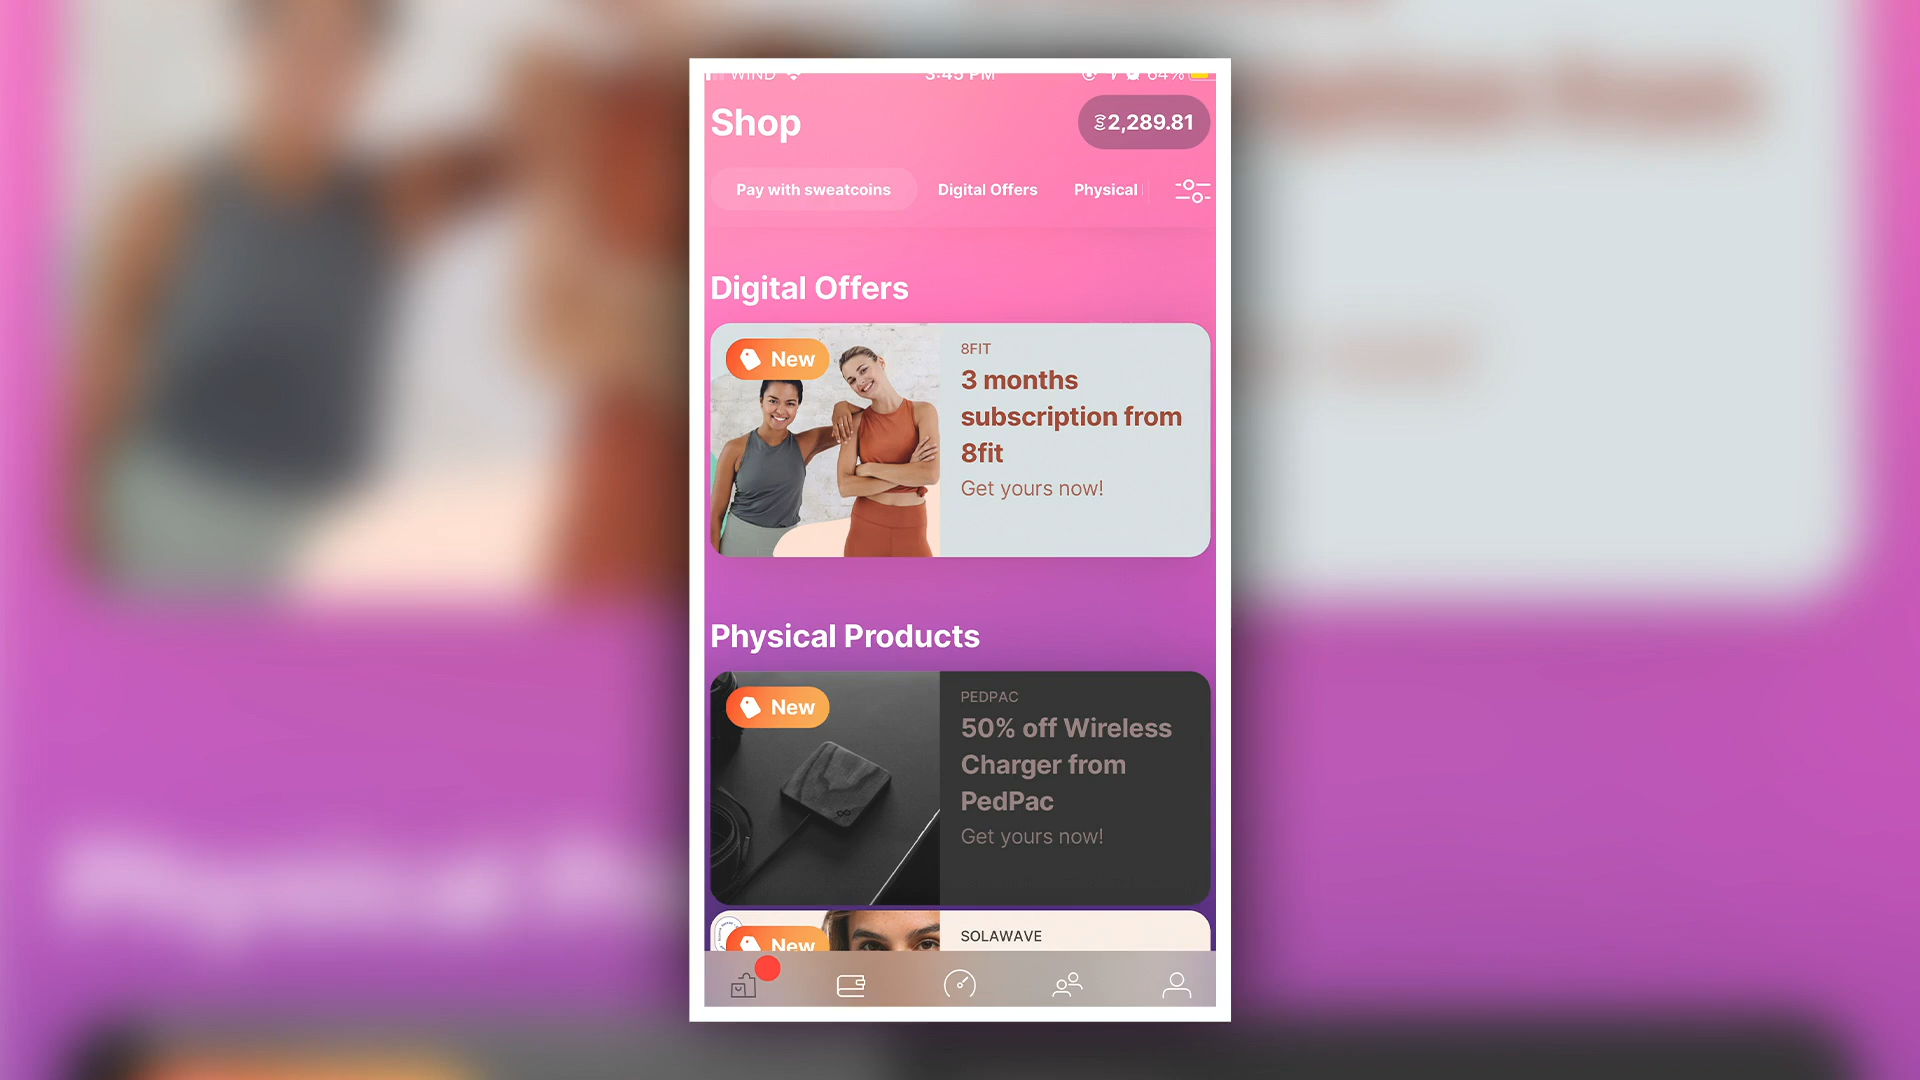 WIND 3:45 PM 64%
Shop
2,289.81
Pay with sweatcoins Digital Offers Physical
Digital Offers
New
8FIT
3 months
subscription from
8fit
Get yours now!
Physical Products
New
PEDPAC
50% off Wireless
Charger from
PedPac
Get yours now!
New
SOLAWAVE